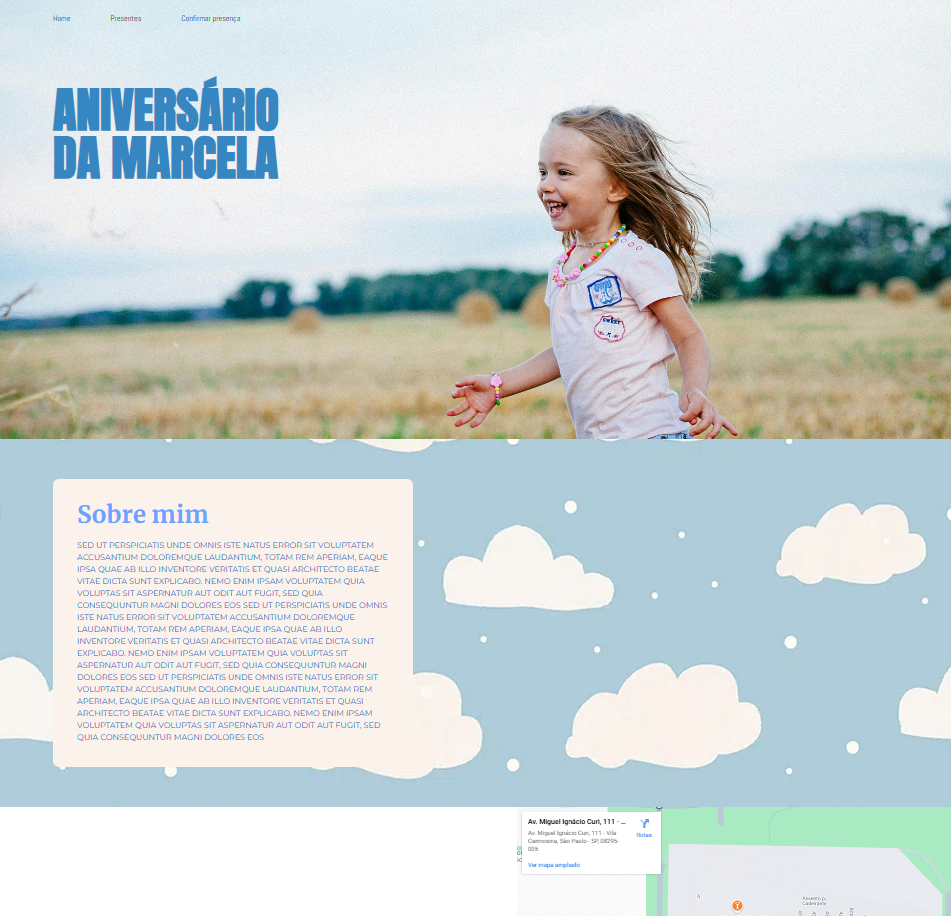 Home Presentes Confirmar presença
ANIVERSÁRIO
DA MARCELA
SWEET
Sobre mim
SED UT PERSPICIATIS UNDE OMNIS ISTE NATUS ERROR SIT VOLUPTATEM
ACCUSANTIUM DOLOREMQUE LAUDANTIUM, TOTAM REM APERIAM, EAQUE
IPSA QUAE AB ILLO INVENTORE VERITATIS ET QUASI ARCHITECTO BEATAE
VITAE DICTA SUNT EXPLICABO. NEMO ENIM IPSAM VOLUPTATEM QUIA
VOLUPTAS SIT ASPERNATUR AUT ODIT AUT FUGIT, SED QUIA
CONSEQUUNTUR MAGNI DOLORES EOS SED UT PERSPICIATIS UNDE OMNIS
ISTE NATUS ERROR SIT VOLUPTATEM ACCUSANTIUM DOLOREMQUE
LAUDANTIUM, TOTAM REM APERIAM, EAQUE IPSA QUAE AB ILLO
INVENTORE VERITATIS ET QUASI ARCHITECTO BEATAE VITAE DICTA SUNT
EXPLICABO. NEMO ENIM IPSAM VOLUPTATEM QUIA VOLUPTAS SIT
ASPERNATUR AUT ODIT AUT FUGIT, SED QUIA CONSEQUUNTUR MAGNI
DOLORES EOS SED UT PERSPICIATIS UNDE OMNIS ISTE NATUS ERROR SIT
VOLUPTATEM ACCUSANTIUM DOLOREMQUE LAUDANTIUM, TOTAM REM
APERIAM, EAQUE IPSA QUAE AB ILLO INVENTORE VERITATIS ET QUASI
ARCHITECTO BEATAE VITAE DICTA SUNT EXPLICABO. NEMO ENIM IPSAM
VOLUPTATEM QUIA VOLUPTAS SIT ASPERNATUR AUT ODIT AUT FUGIT, SED
QUIA CONSEQUUNTUR MAGNI DOLORES EOS
Av. Miguel Ignácio Curi, 111 - ...
Av. Miguel Ignácio Curi, 111 - Vila
Carmosina, São Paulo - SP, 08295-
005
Rotas
Ver mapa ampliado
Assento p/
Cadeirante